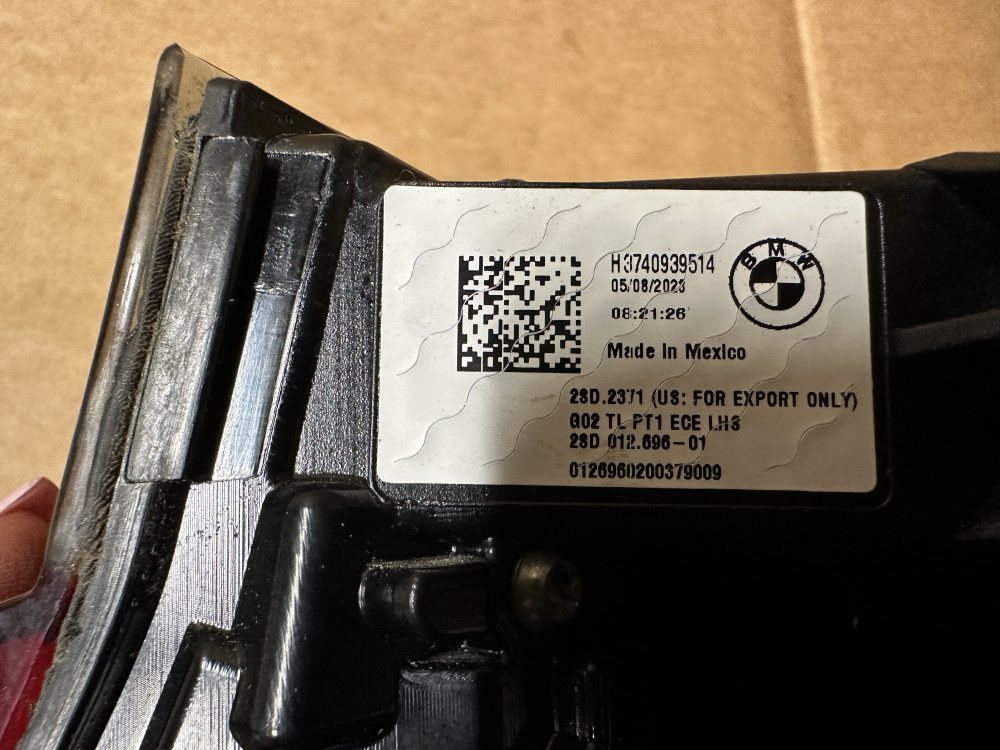 H3740939514
05/08/2023
08:21:26
BMW
Made In Mexico
2SD.2371 (US: FOR EXPORT ONLY)
G02 TL PT1 ECE LHS
2SD 012.696-01
0126960200379009